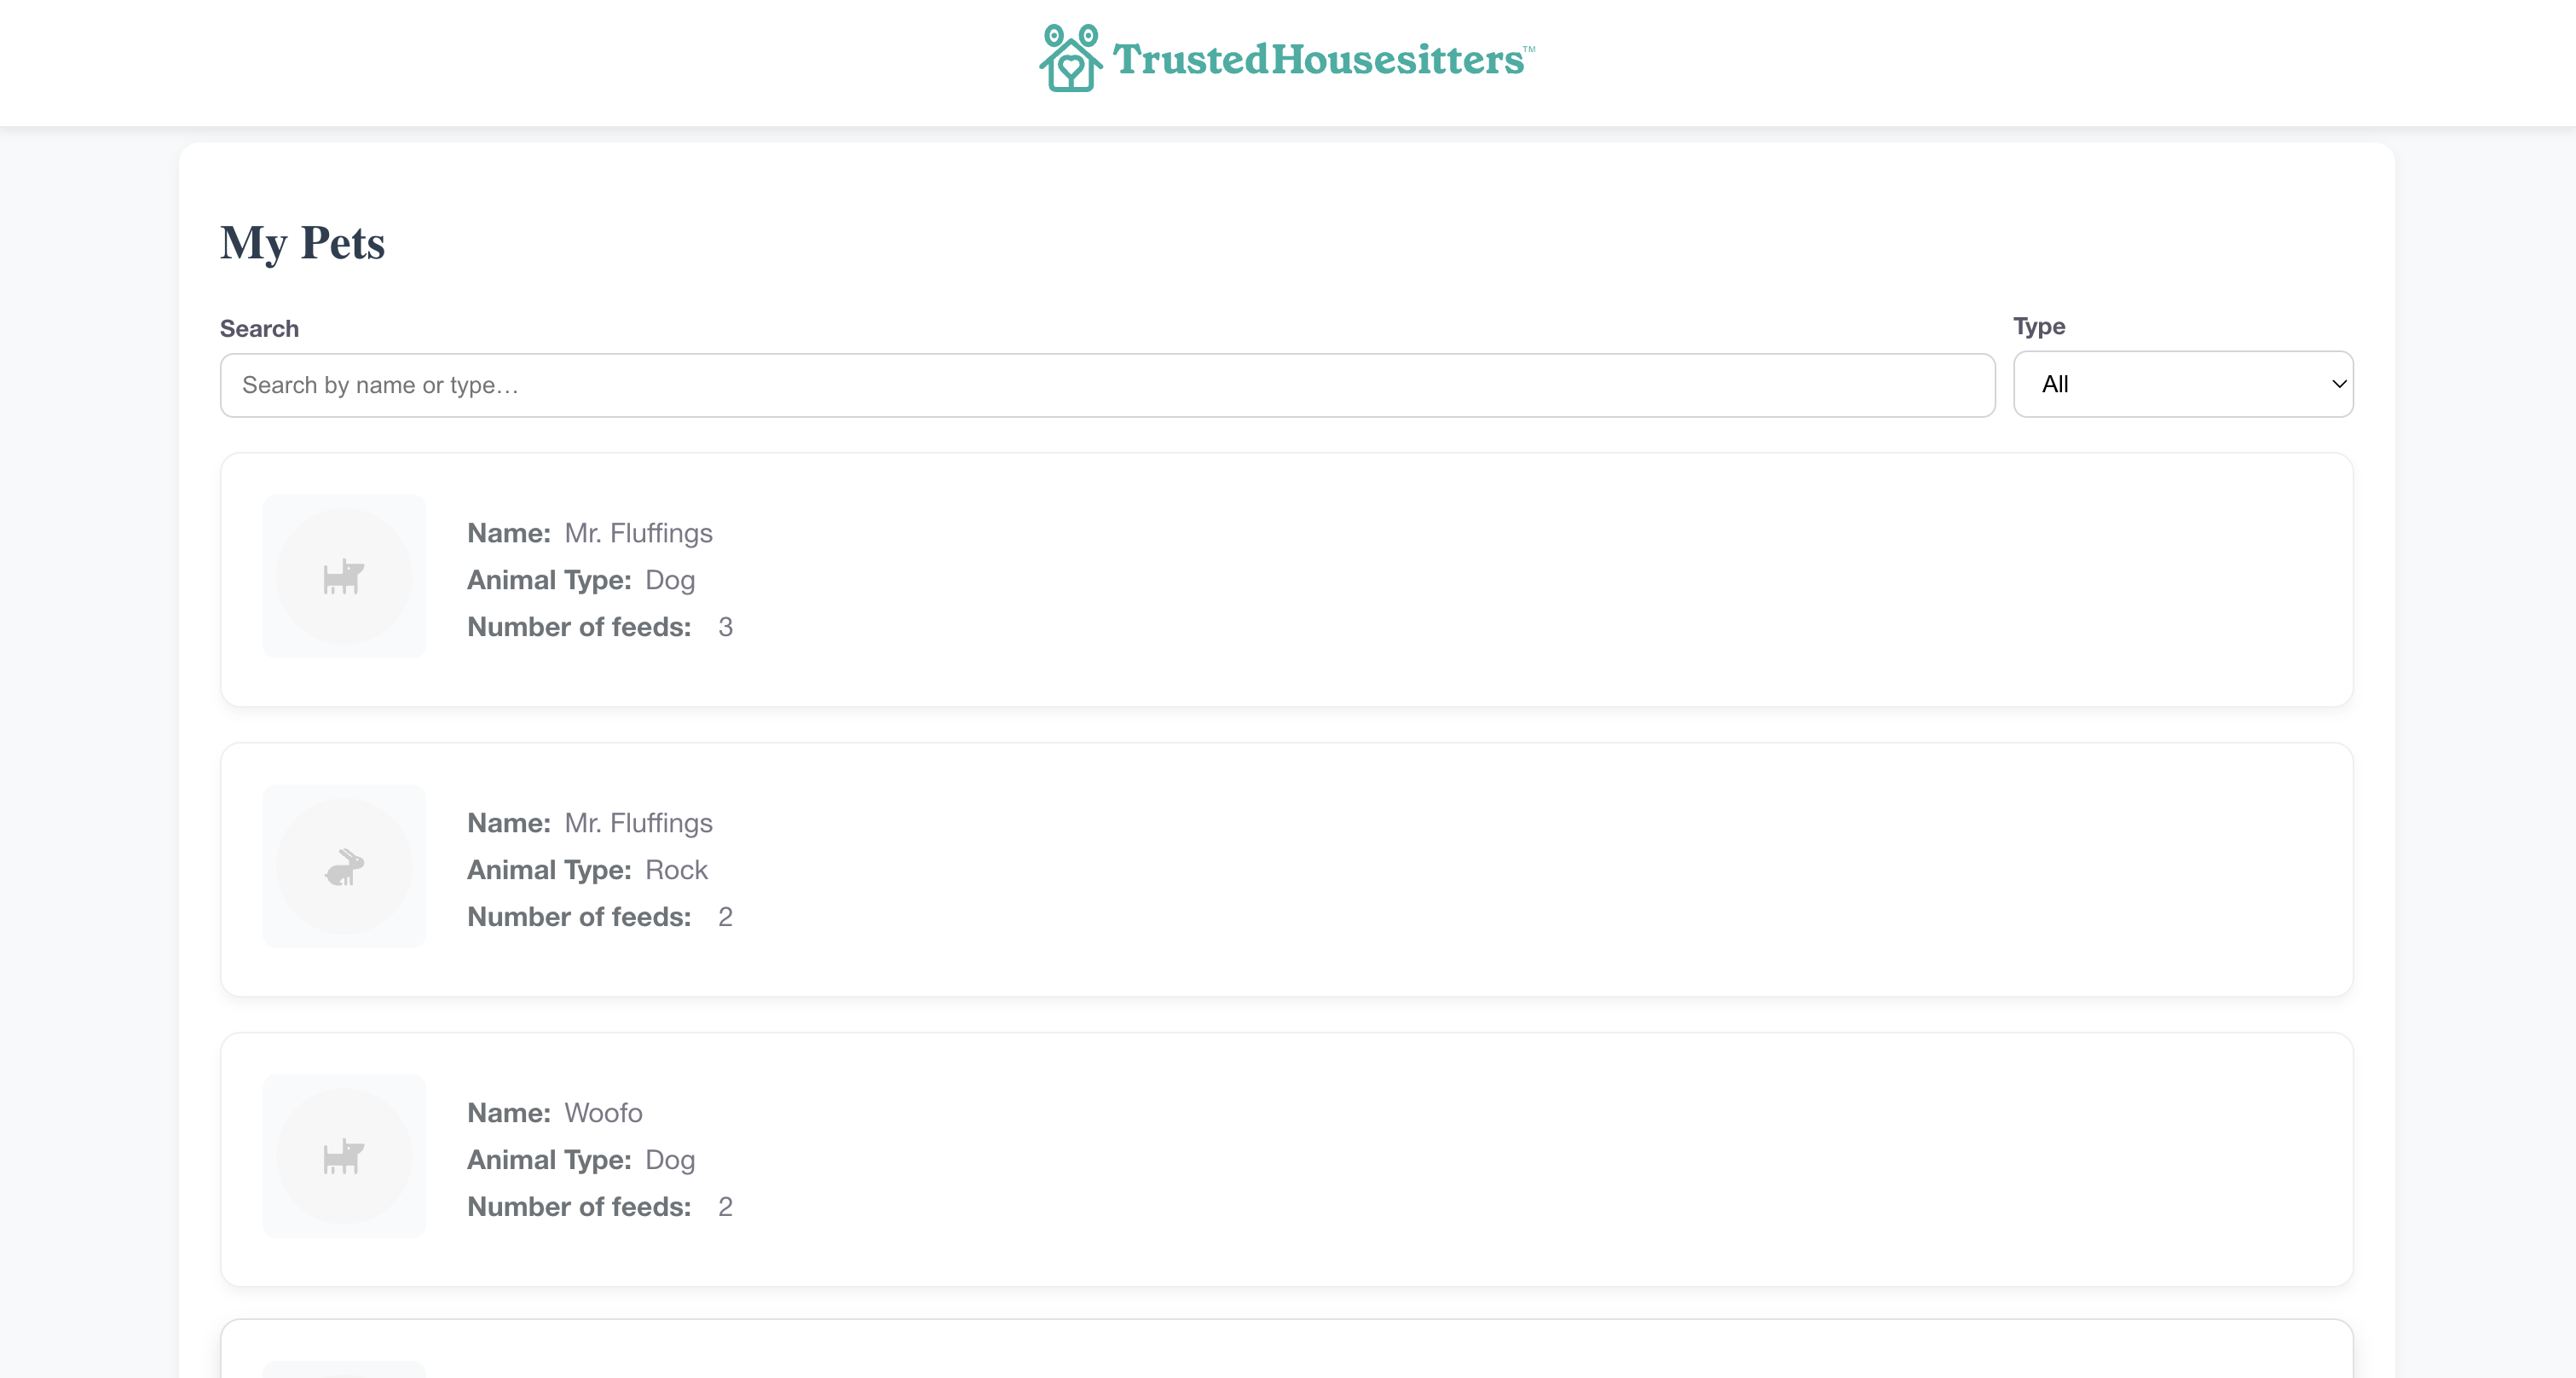 TrustedHousesitters™
My Pets
Search
Type
Search by name or type…
All
Name: Mr. Fluffings
Animal Type: Dog
Number of feeds: 3
Name: Mr. Fluffings
Animal Type: Rock
Number of feeds: 2
Name: Woofo
Animal Type: Dog
Number of feeds: 2